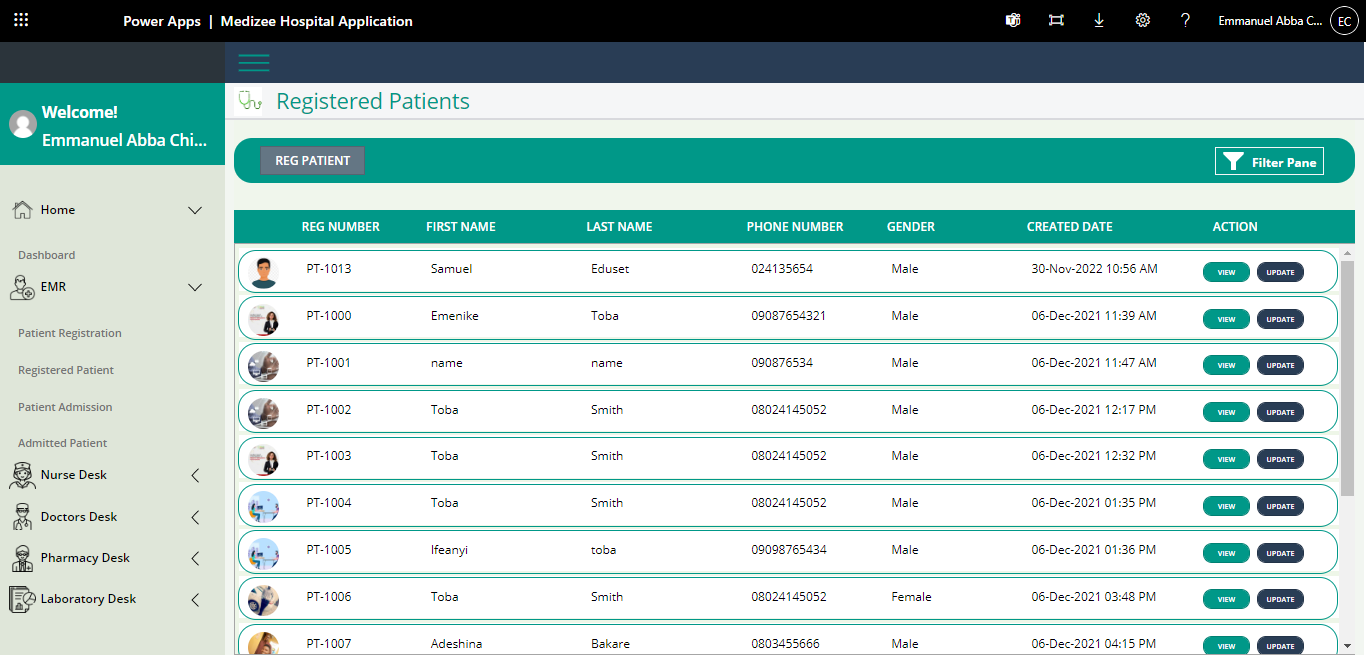 Power Apps | Medizee Hospital Application
? Emmanuel Abba C... EC
Welcome!
Emmanuel Abba Chi...
Registered Patients
REG PATIENT
Filter Pane
Home
Dashboard
EMR
Patient Registration
Registered Patient
Patient Admission
Admitted Patient
Nurse Desk
Doctors Desk
Pharmacy Desk
Laboratory Desk
REG NUMBER FIRST NAME LAST NAME PHONE NUMBER GENDER CREATED DATE ACTION
PT-1013 Samuel Eduset 024135654 Male 30-Nov-2022 10:56 AM VIEW UPDATE
PT-1000 Emenike Toba 09087654321 Male 06-Dec-2021 11:39 AM VIEW UPDATE
PT-1001 name name 090876534 Male 06-Dec-2021 11:47 AM VIEW UPDATE
PT-1002 Toba Smith 08024145052 Male 06-Dec-2021 12:17 PM VIEW UPDATE
PT-1003 Toba Smith 08024145052 Male 06-Dec-2021 12:32 PM VIEW UPDATE
PT-1004 Toba Smith 08024145052 Male 06-Dec-2021 01:35 PM VIEW UPDATE
PT-1005 Ifeanyi toba 09098765434 Male 06-Dec-2021 01:36 PM VIEW UPDATE
PT-1006 Toba Smith 08024145052 Female 06-Dec-2021 03:48 PM VIEW UPDATE
PT-1007 Adeshina Bakare 0803455666 Male 06-Dec-2021 04:15 PM VIEW UPDATE